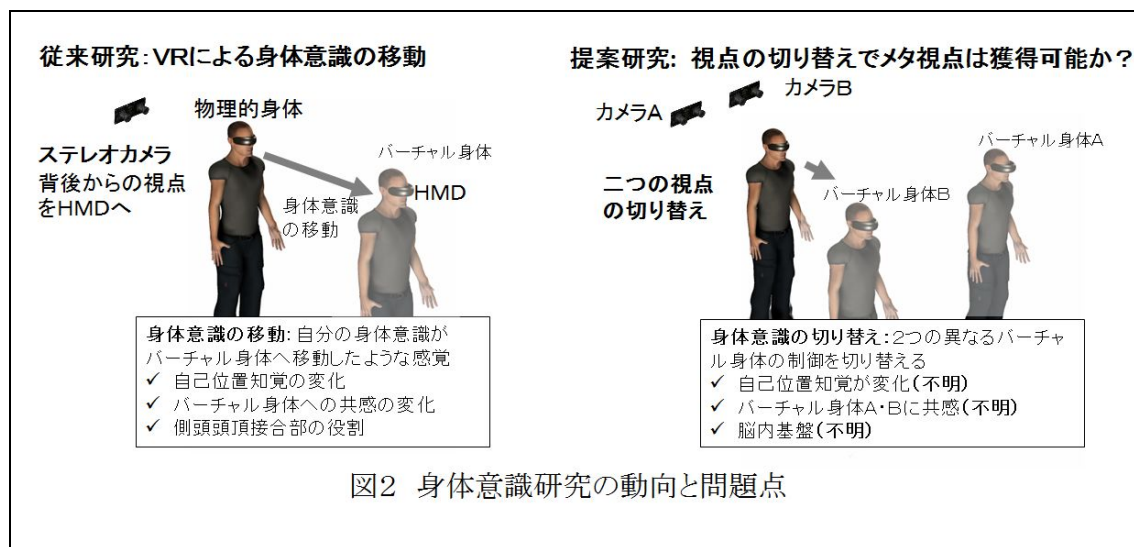 従来研究:VRによる身体意識の移動
物理的身体
ステレオカメラ
背後からの視点
をHMDへ
バーチャル身体
HMD
身体意識
の移動
身体意識の移動:自分の身体意識が
バーチャル身体へ移動したような感覚
✓ 自己位置知覚の変化
✓ バーチャル身体への共感の変化
✓ 側頭頭頂接合部の役割
提案研究: 視点の切り替えでメタ視点は獲得可能か?
カメラA
カメラB
バーチャル身体A
二つの視点
の切り替え
バーチャル身体B
身体意識の切り替え:2つの異なるバーチャ
ル身体の制御を切り替える
✓ 自己位置知覚が変化(不明)
✓ バーチャル身体A・Bに共感(不明)
✓ 脳内基盤(不明)
図2 身体意識研究の動向と問題点